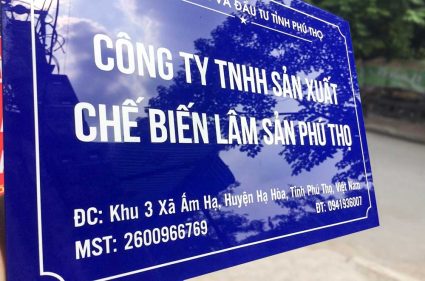 VÀ ĐẦU TƯ TỈNH PHÚ THỌ
CÔNG TY TNHH SẢN XUẤT
CHẾ BIẾN LÂM SẢN PHÚ THỌ
ĐC: Khu 3 Xã Ấm Hạ, Huyện Hạ Hòa, Tỉnh Phú Thọ, Việt Nam
MST: 2600966769
ĐT: 0941936007